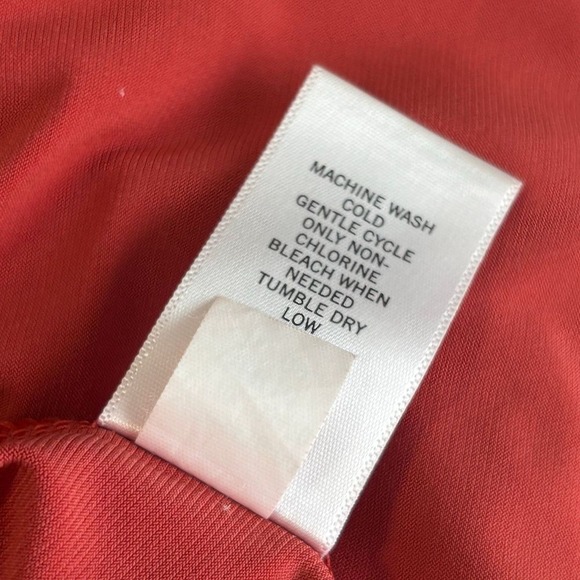 MACHINE WASH
COLD
GENTLE CYCLE
ONLY NON-
CHLORINE
BLEACH WHEN
NEEDED
TUMBLE DRY
LOW